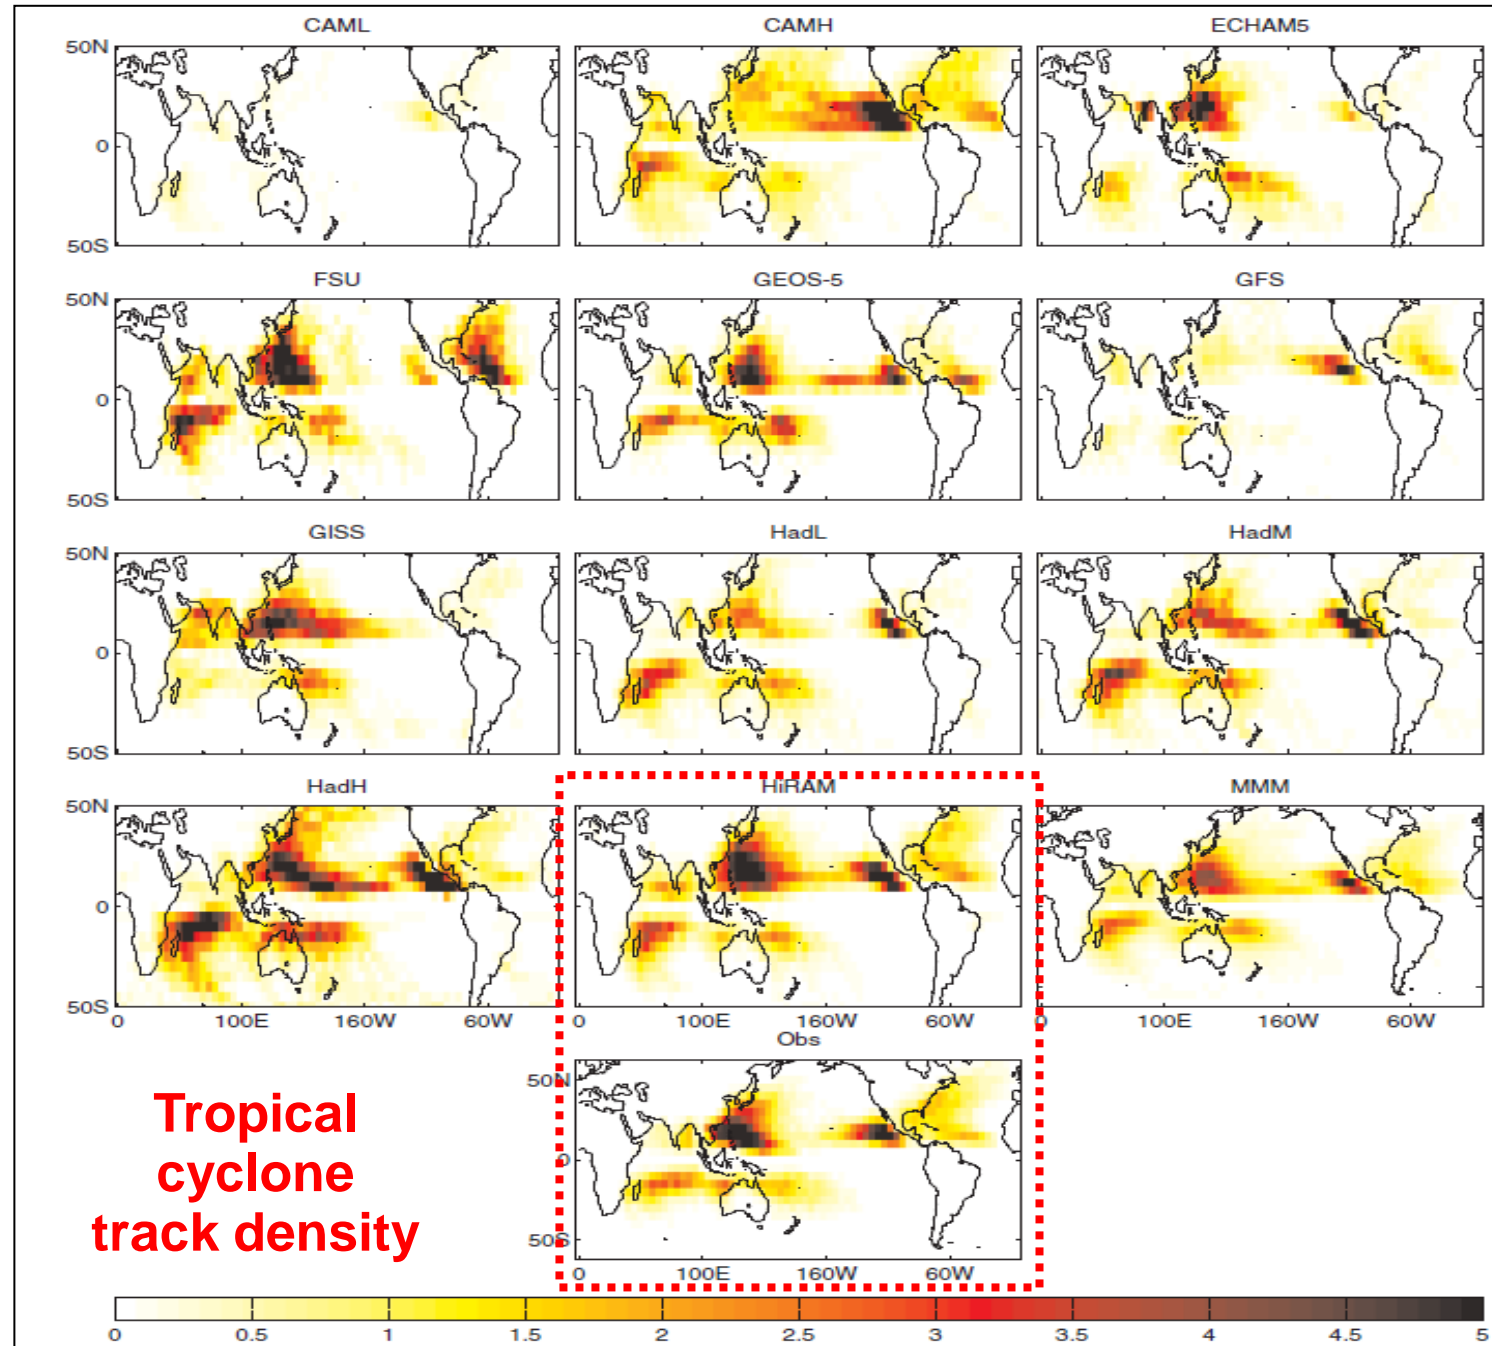 CAML CAMH ECHAM5
50N
0
50S
FSU GEOS-5 GFS
50N
0
50S
GISS HadL HadM
50N
0
50S
HadH HiRAM MMM
50N
0
50S
0 100E 160W 60W 0 100E 160W 60W 0 100E 160W 60W
Obs
50N
0
50S
0 100E 160W 60W
Tropical
cyclone
track density
0 0.5 1 1.5 2 2.5 3 3.5 4 4.5 5